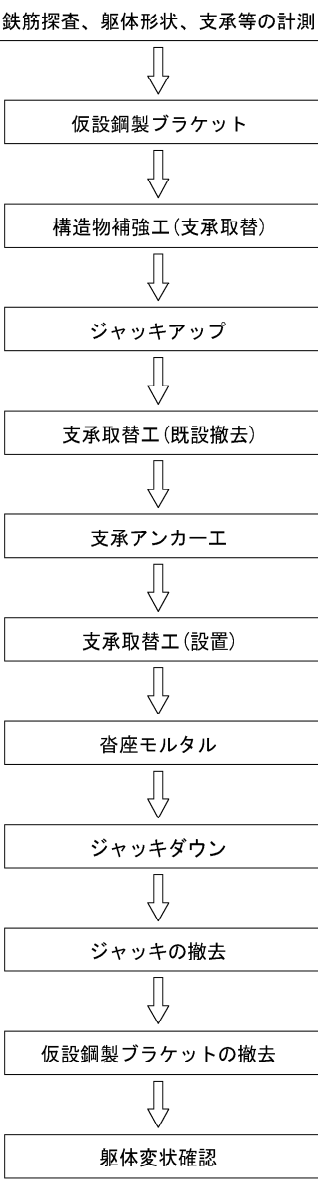 鉄筋探査、躯体形状、支承等の計測
仮設鋼製ブラケット
構造物補強工(支承取替)
ジャッキアップ
支承取替工(既設撤去)
支承アンカー工
支承取替工(設置)
沓座モルタル
ジャッキダウン
ジャッキの撤去
仮設鋼製ブラケットの撤去
躯体変状確認